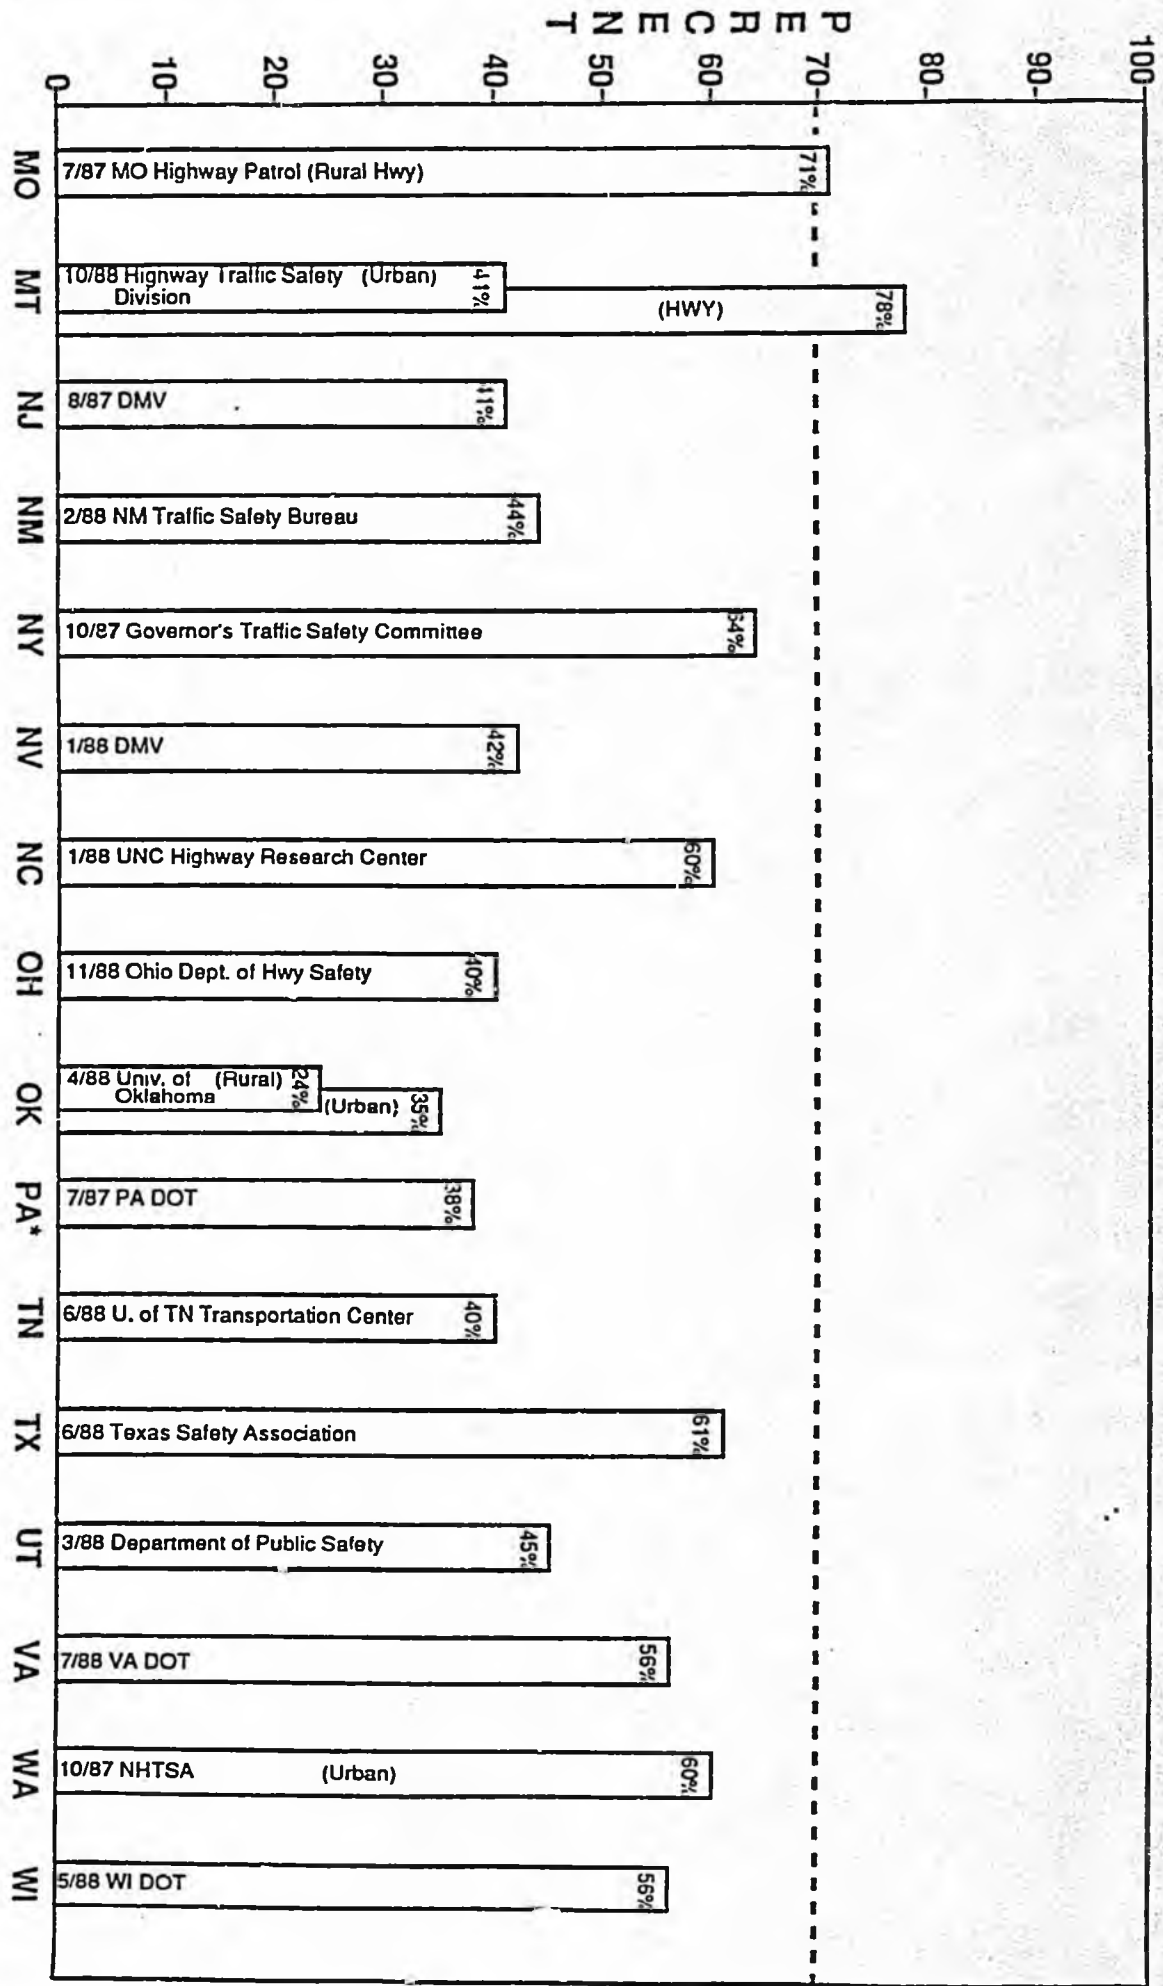 PERCENT
100
90
80
70
60
50
40
30
20
10
0
7/87 MO Highway Patrol (Rural Hwy)
71%
MO
10/88 Highway Traffic Safety (Urban)
Division
41%
(HWY)
78%
MT
8/87 DMV
41%
NJ
2/88 NM Traffic Safety Bureau
44%
NM
10/87 Governor's Traffic Safety Committee
64%
NY
1/88 DMV
42%
NV
1/88 UNC Highway Research Center
60%
NC
11/88 Ohio Dept. of Hwy Safety
40%
OH
4/88 Univ. of (Rural)
Oklahoma
24%
(Urban)
35%
OK
7/87 PA DOT
38%
PA*
6/88 U. of TN Transportation Center
40%
TN
6/88 Texas Safety Association
61%
TX
3/88 Department of Public Safety
45%
UT
7/88 VA DOT
56%
VA
10/87 NHTSA (Urban)
60%
WA
5/88 WI DOT
56%
WI